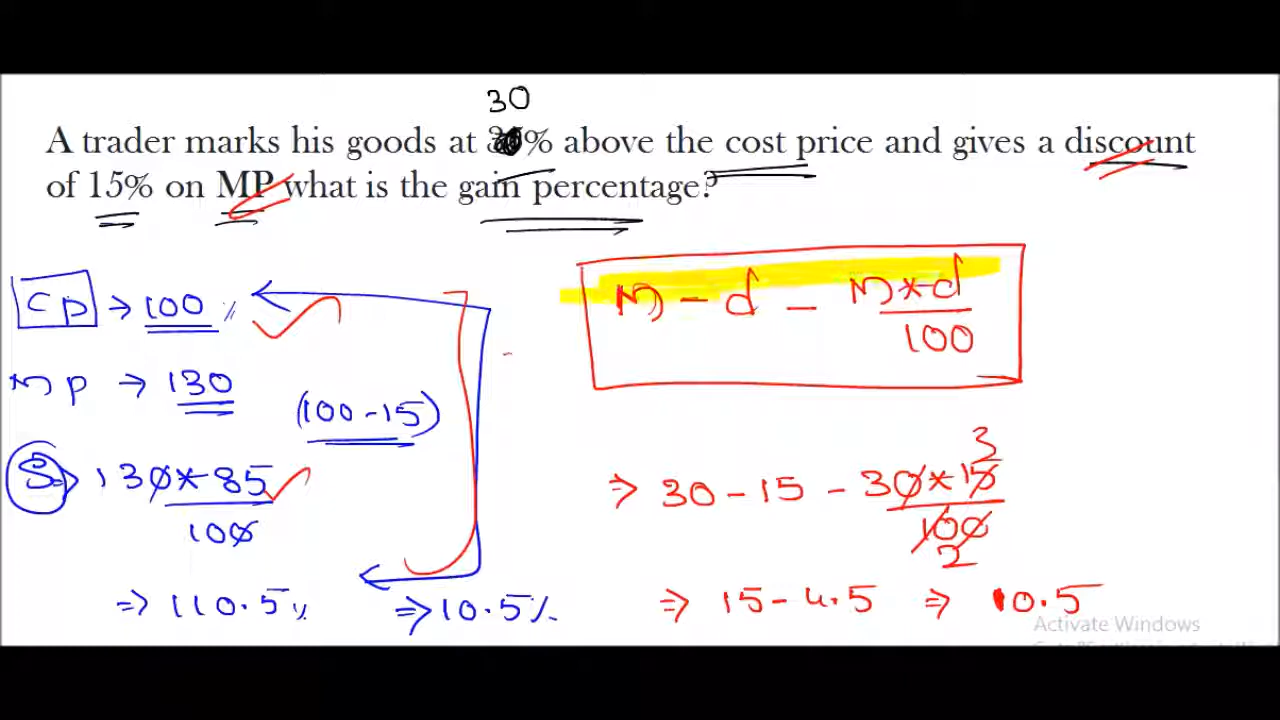 30
A trader marks his goods at % above the cost price and gives a discount
of 15% on MP what is the gain percentage?
Cp → 100 %
m - d - m*d/100
mp → 130
(100-15)
S → 130*85/100
⇒ 30 - 15 - 30*15/100
3
2
⇒ 110.5%
⇒ 10.5%
⇒ 15 - 4.5 ⇒ 10.5
Activate Windows